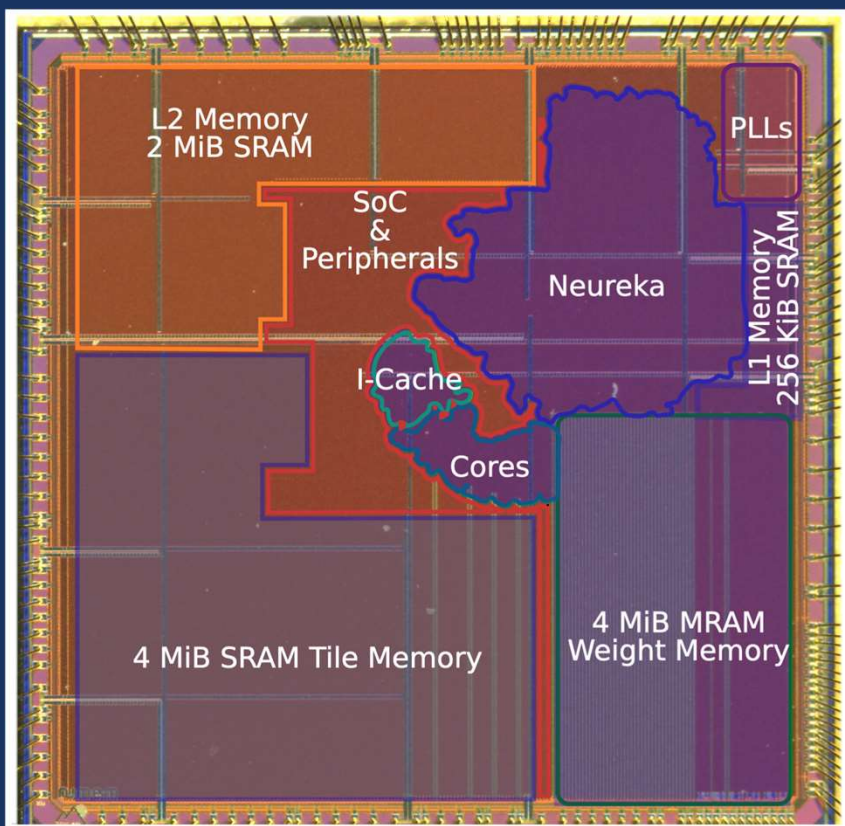 L2 Memory
2 MiB SRAM
PLLs
SoC
&
Peripherals
Neureka
L1 Memory
256 KiB SRAM
I-Cache
Cores
4 MiB SRAM Tile Memory
4 MiB MRAM
Weight Memory